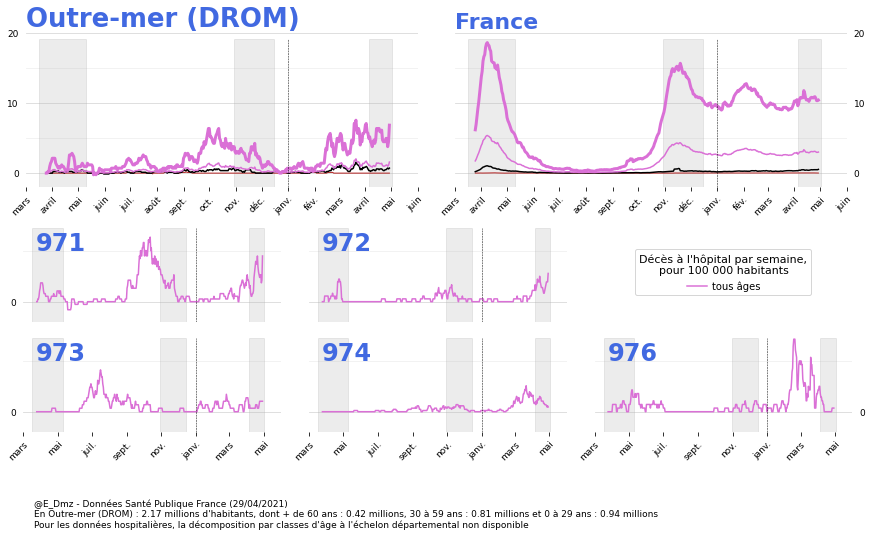 Outre-mer (DROM)
France
20
10
0
20
10
0
mars avril mai juin juil. août sept. oct. nov. déc. janv. fév. mars avril mai juin
mars avril mai juin juil. août sept. oct. nov. déc. janv. fév. mars avril mai juin
971
972
Décès à l'hôpital par semaine,
pour 100 000 habitants
tous âges
0
973
974
976
0
0
mars mai juil. sept. nov. janv. mars mai
mars mai juil. sept. nov. janv. mars mai
mars mai juil. sept. nov. janv. mars mai
@E_Dmz - Données Santé Publique France (29/04/2021)
En Outre-mer (DROM) : 2.17 millions d'habitants, dont + de 60 ans : 0.42 millions, 30 à 59 ans : 0.81 millions et 0 à 29 ans : 0.94 millions
Pour les données hospitalières, la décomposition par classes d'âge à l'échelon départemental non disponible